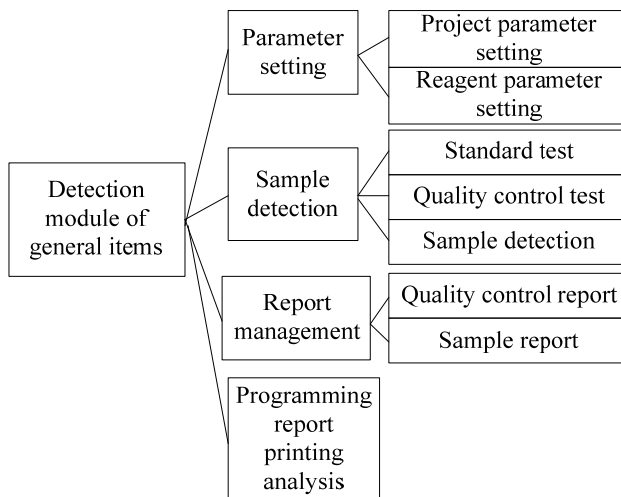 Detection
module of
general items
Parameter
setting
Project parameter
setting
Reagent parameter
setting
Sample
detection
Standard test
Quality control test
Sample detection
Report
management
Quality control report
Sample report
Programming
report
printing
analysis